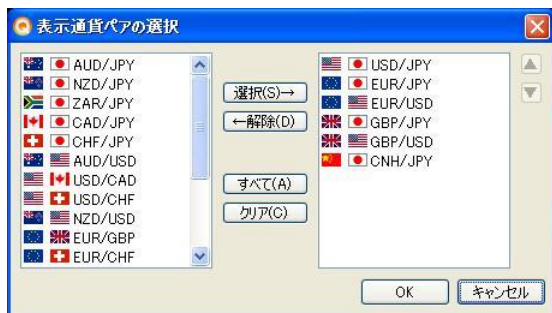 表示通貨ペアの選択
AUD/JPY
NZD/JPY
ZAR/JPY
CAD/JPY
CHF/JPY
AUD/USD
USD/CAD
USD/CHF
NZD/USD
EUR/GBP
EUR/CHF
選択(S)→
←解除(D)
すべて(A)
クリア(C)
USD/JPY
EUR/JPY
EUR/USD
GBP/JPY
GBP/USD
CNH/JPY
OK
キャンセル